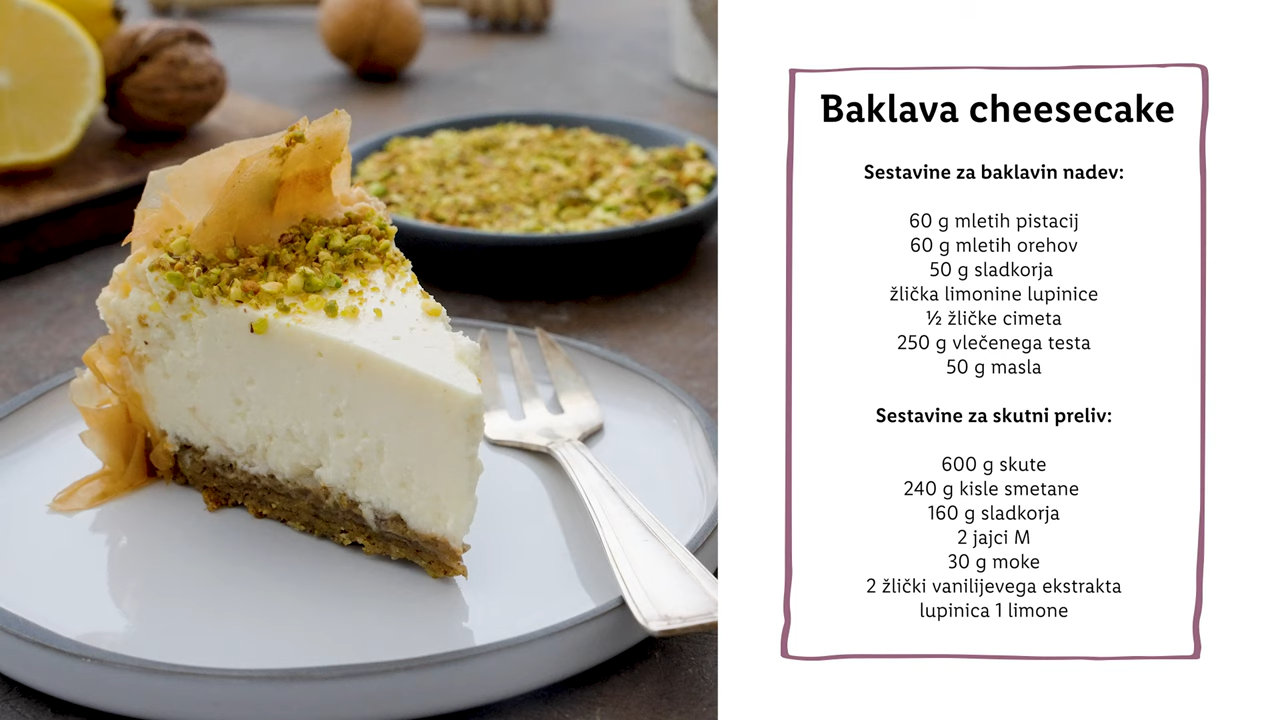 Baklava cheesecake
Sestavine za baklavin nadev:
60 g mletih pistacij
60 g mletih orehov
50 g sladkorja
žlička limonine lupinice
½ žličke cimeta
250 g vlečenega testa
50 g masla
Sestavine za skutni preliv:
600 g skute
240 g kisle smetane
160 g sladkorja
2 jajci M
30 g moke
2 žlički vanilijevega ekstrakta
lupinica 1 limone